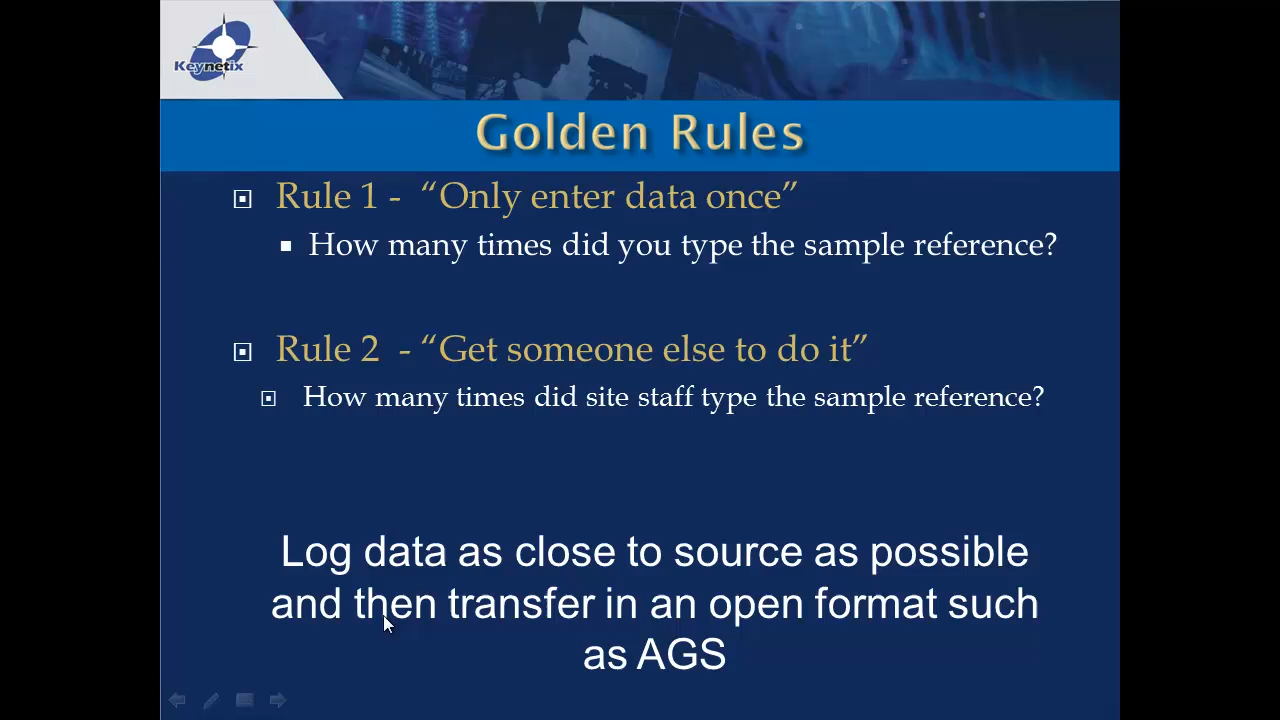 Keynetix
Golden Rules
Rule 1 - “Only enter data once”
How many times did you type the sample reference?
Rule 2 - “Get someone else to do it”
How many times did site staff type the sample reference?
Log data as close to source as possible
and then transfer in an open format such
as AGS